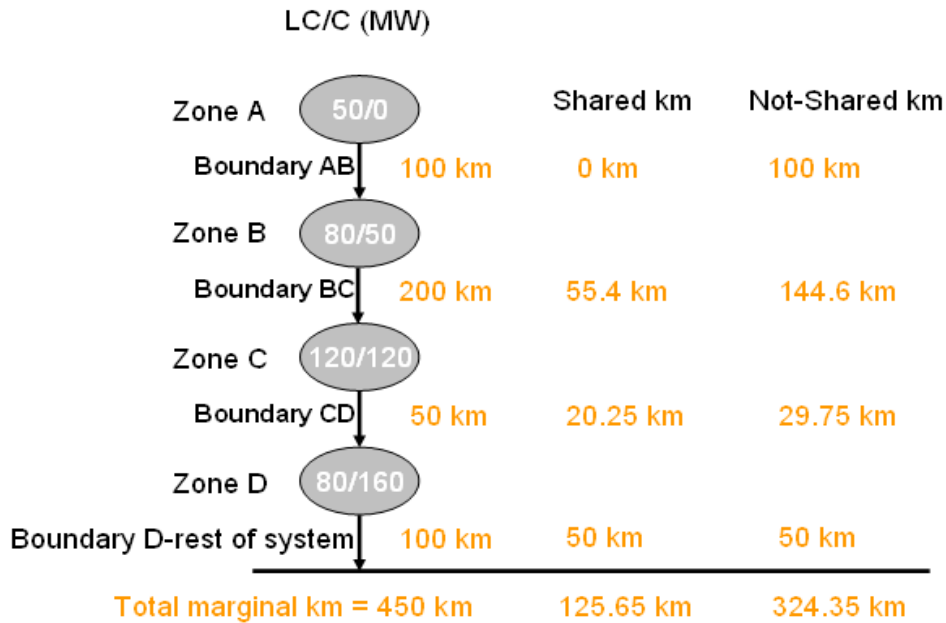 LC/C (MW)
Zone A 50/0 Shared km Not-Shared km
Boundary AB 100 km 0 km 100 km
Zone B 80/50
Boundary BC 200 km 55.4 km 144.6 km
Zone C 120/120
Boundary CD 50 km 20.25 km 29.75 km
Zone D 80/160
Boundary D-rest of system 100 km 50 km 50 km
Total marginal km = 450 km 125.65 km 324.35 km